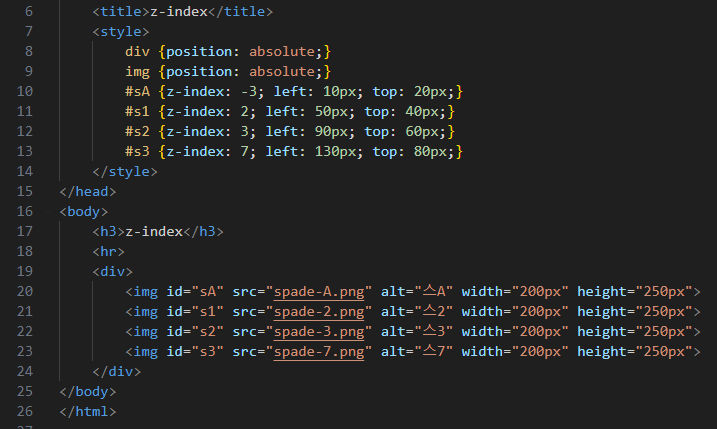 6 <title>z-index</title>
7 <style>
8 div {position: absolute;}
9 img {position: absolute;}
10 #sA {z-index: -3; left: 10px; top: 20px;}
11 #s1 {z-index: 2; left: 50px; top: 40px;}
12 #s2 {z-index: 3; left: 90px; top: 60px;}
13 #s3 {z-index: 7; left: 130px; top: 80px;}
14 </style>
15 </head>
16 <body>
17 <h3>z-index</h3>
18 <hr>
19 <div>
20 <img id="sA" src="spade-A.png" alt="스A" width="200px" height="250px">
21 <img id="s1" src="spade-2.png" alt="스2" width="200px" height="250px">
22 <img id="s2" src="spade-3.png" alt="스3" width="200px" height="250px">
23 <img id="s3" src="spade-7.png" alt="스7" width="200px" height="250px">
24 </div>
25 </body>
26 </html>